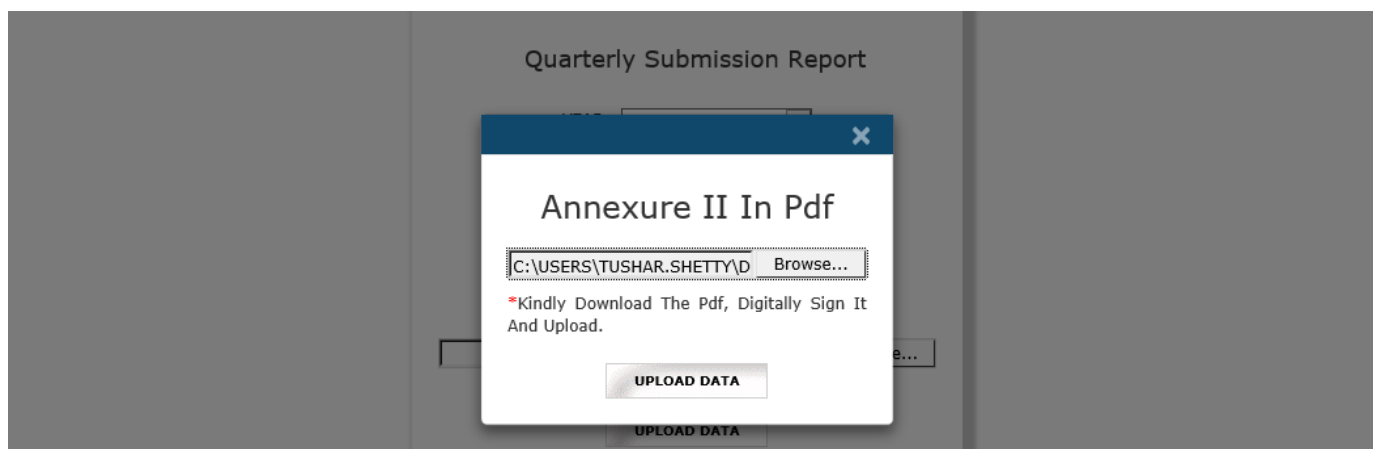 Quarterly Submission Report
×
Annexure II In Pdf
C:\USERS\TUSHAR.SHETTY\D Browse...
*Kindly Download The Pdf, Digitally Sign It
And Upload.
e...
UPLOAD DATA
UPLOAD DATA